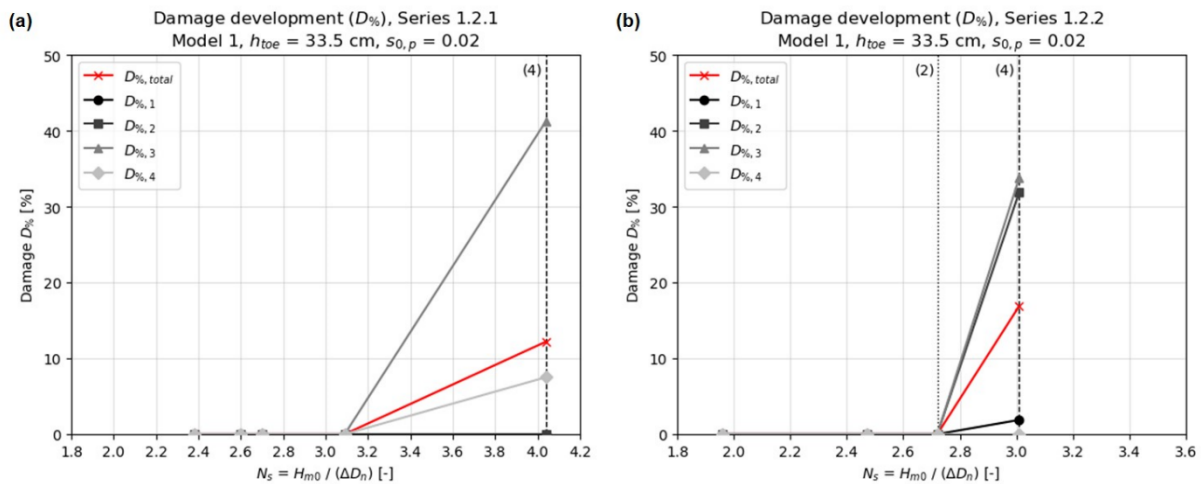 (a)
Damage development (D%), Series 1.2.1
Model 1, htoe = 33.5 cm, s0,p = 0.02
50
40
30
20
10
0
Damage D% [%]
D%,total
D%,1
D%,2
D%,3
D%,4
(4)
1.8 2.0 2.2 2.4 2.6 2.8 3.0 3.2 3.4 3.6 3.8 4.0 4.2
Ns = Hm0 / (ΔDn) [-]
(b)
Damage development (D%), Series 1.2.2
Model 1, htoe = 33.5 cm, s0,p = 0.02
50
40
30
20
10
0
Damage D% [%]
D%,total
D%,1
D%,2
D%,3
D%,4
(2)
(4)
1.8 2.0 2.2 2.4 2.6 2.8 3.0 3.2 3.4 3.6
Ns = Hm0 / (ΔDn) [-]